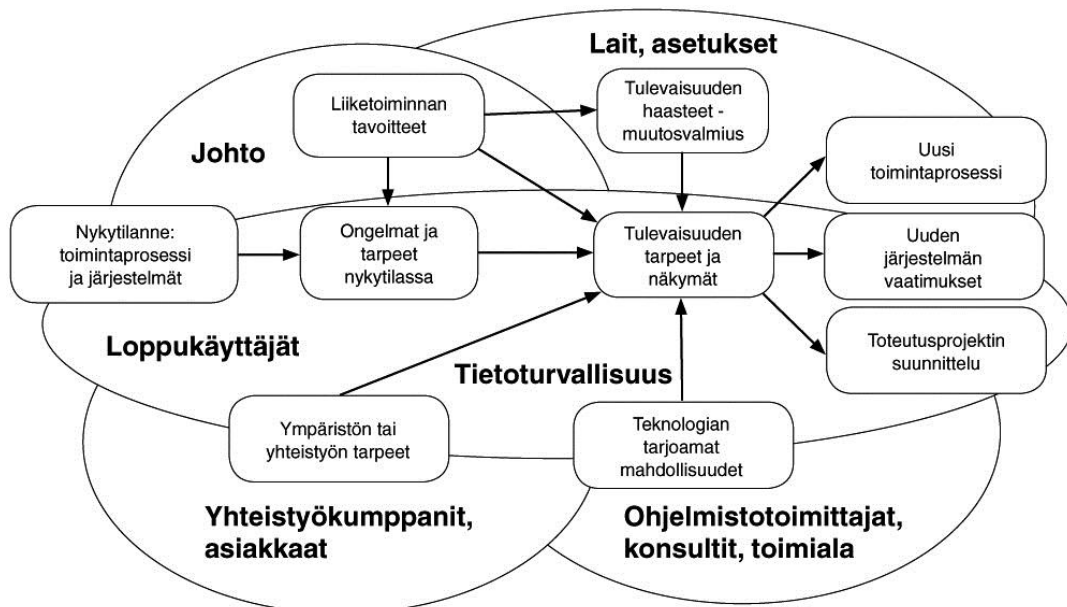 Lait, asetukset
Liiketoiminnan
tavoitteet
Tulevaisuuden
haasteet -
muutosvalmius
Johto
Uusi
toimintaprosessi
Nykytilanne:
toimintaprosessi
ja järjestelmät
Ongelmat ja
tarpeet
nykytilassa
Tulevaisuuden
tarpeet ja
näkymät
Uuden
järjestelmän
vaatimukset
Loppukäyttäjät
Tietoturvallisuus
Toteutusprojektin
suunnittelu
Ympäristön tai
yhteistyön tarpeet
Teknologian
tarjoamat
mahdollisuudet
Yhteistyökumppanit,
asiakkaat
Ohjelmistotoimittajat,
konsultit, toimiala